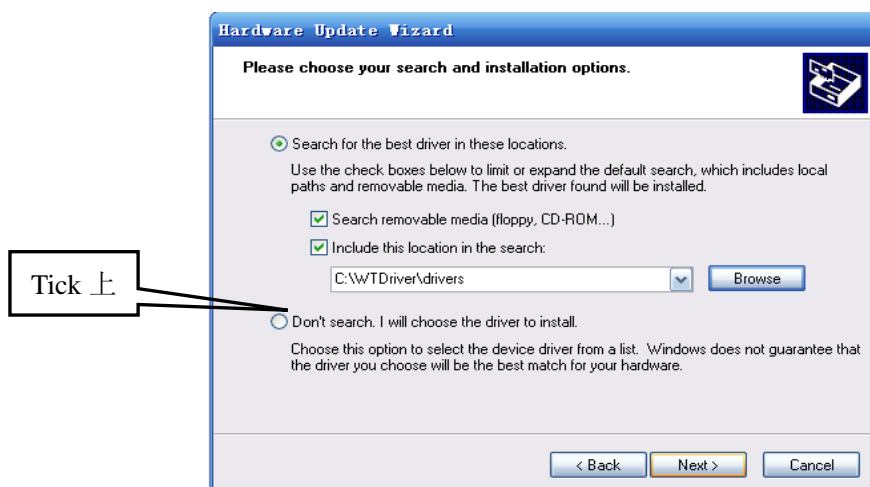 Hardware Update Wizard
Please choose your search and installation options.
Search for the best driver in these locations.
Use the check boxes below to limit or expand the default search, which includes local
paths and removable media. The best driver found will be installed.
Search removable media (floppy, CD-ROM...)
Include this location in the search:
C:\WTDriver\drivers
Browse
Tick 上
Don't search. I will choose the driver to install.
Choose this option to select the device driver from a list. Windows does not guarantee that
the driver you choose will be the best match for your hardware.
< Back
Next >
Cancel